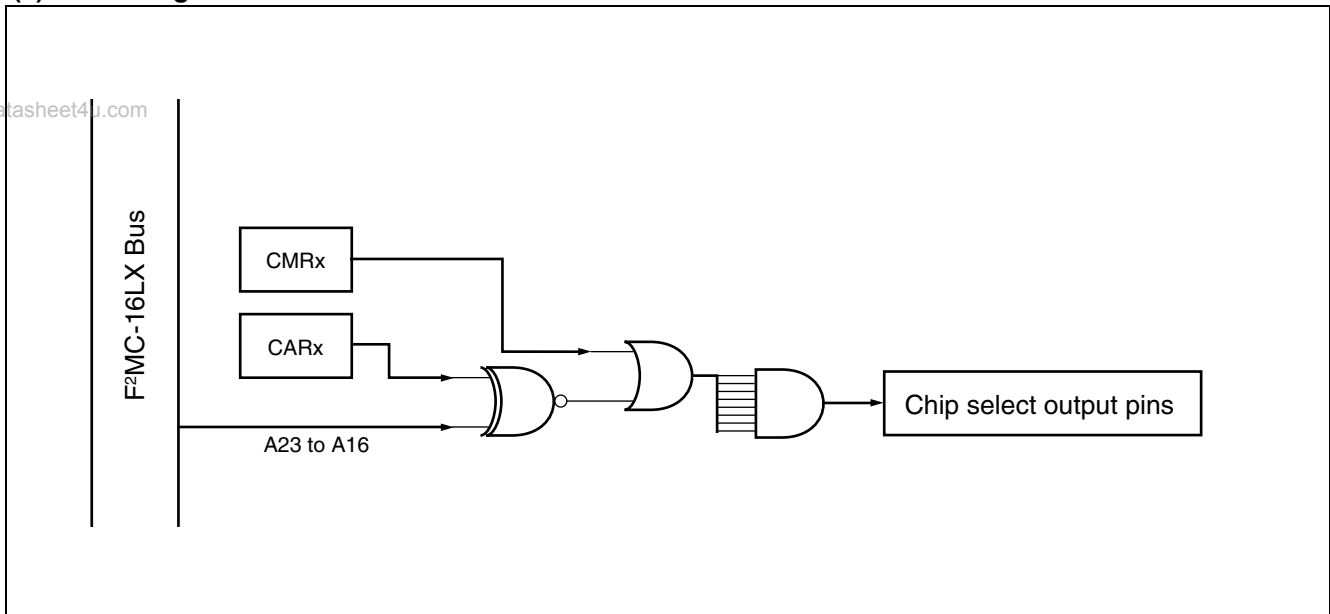 atasheet4u.com
F²MC-16LX Bus
CMRx
CARx
A23 to A16
Chip select output pins